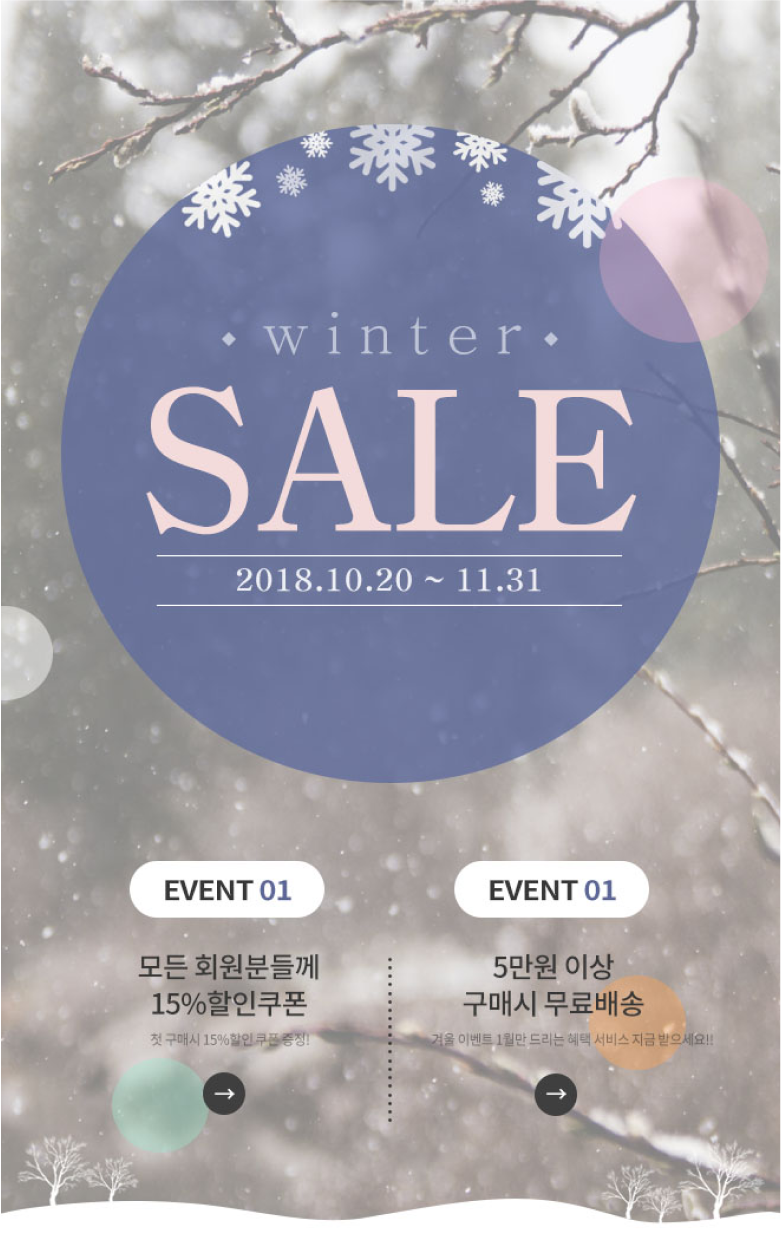 winter
SALE
2018.10.20 ~ 11.31
EVENT 01
모든 회원분들께
15%할인쿠폰
첫 구매시 15%할인 쿠폰 증정!
EVENT 01
5만원 이상
구매시 무료배송
겨울 이벤트 1월만 드리는 혜택 서비스 지금 받으세요!!